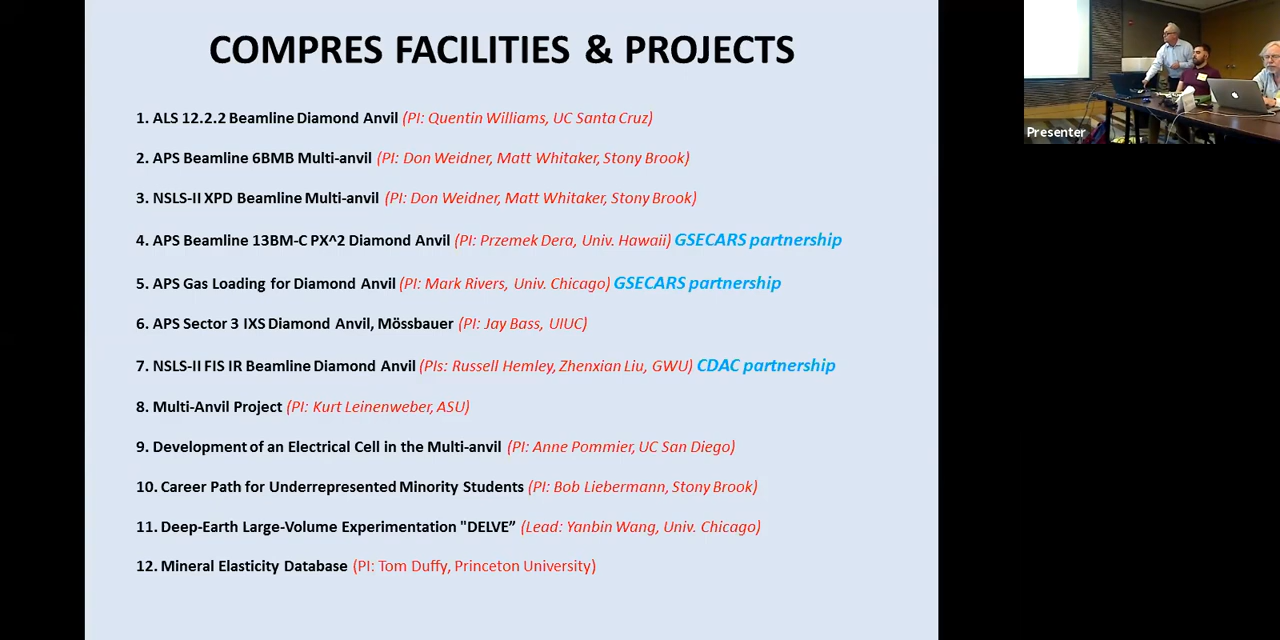 COMPRES FACILITIES & PROJECTS
1. ALS 12.2.2 Beamline Diamond Anvil (PI: Quentin Williams, UC Santa Cruz)
2. APS Beamline 6BMB Multi-anvil (PI: Don Weidner, Matt Whitaker, Stony Brook)
3. NSLS-II XPD Beamline Multi-anvil (PI: Don Weidner, Matt Whitaker, Stony Brook)
4. APS Beamline 13BM-C PX^2 Diamond Anvil (PI: Przemek Dera, Univ. Hawaii) GSECARS partnership
5. APS Gas Loading for Diamond Anvil (PI: Mark Rivers, Univ. Chicago) GSECARS partnership
6. APS Sector 3 IXS Diamond Anvil, Mössbauer (PI: Jay Bass, UIUC)
7. NSLS-II FIS IR Beamline Diamond Anvil (PIs: Russell Hemley, Zhenxian Liu, GWU) CDAC partnership
8. Multi-Anvil Project (PI: Kurt Leinenweber, ASU)
9. Development of an Electrical Cell in the Multi-anvil (PI: Anne Pommier, UC San Diego)
10. Career Path for Underrepresented Minority Students (PI: Bob Liebermann, Stony Brook)
11. Deep-Earth Large-Volume Experimentation "DELVE” (Lead: Yanbin Wang, Univ. Chicago)
12. Mineral Elasticity Database (PI: Tom Duffy, Princeton University)
Presenter